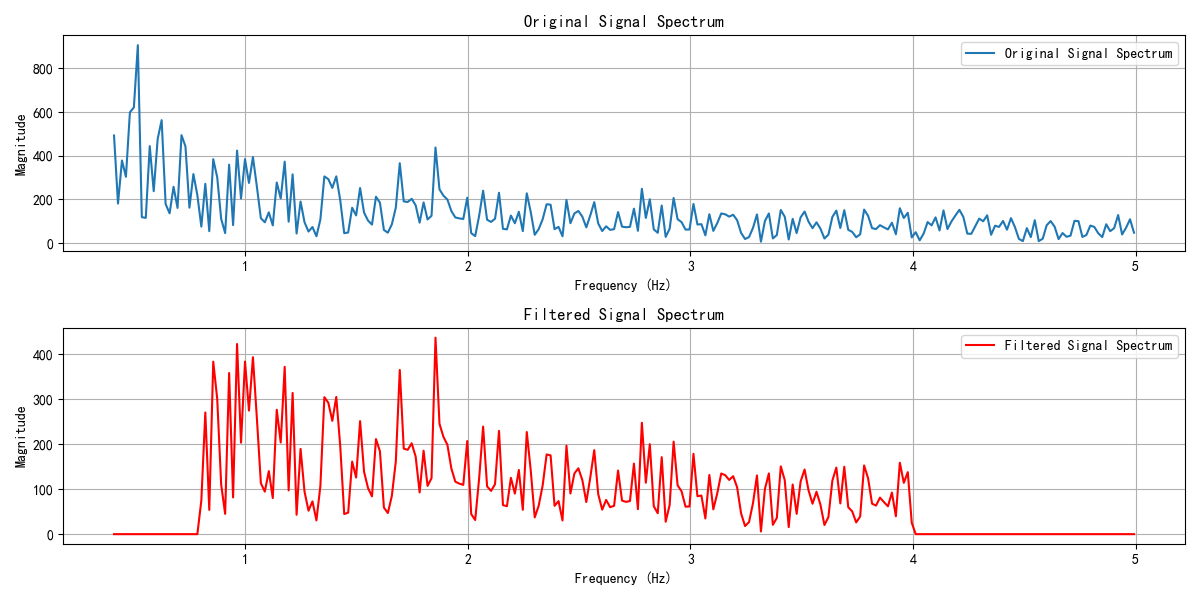 Original Signal Spectrum
Original Signal Spectrum
800
600
400
200
0
Magnitude
1 2 3 4 5
Frequency (Hz)
Filtered Signal Spectrum
Filtered Signal Spectrum
400
300
200
100
0
Magnitude
1 2 3 4 5
Frequency (Hz)